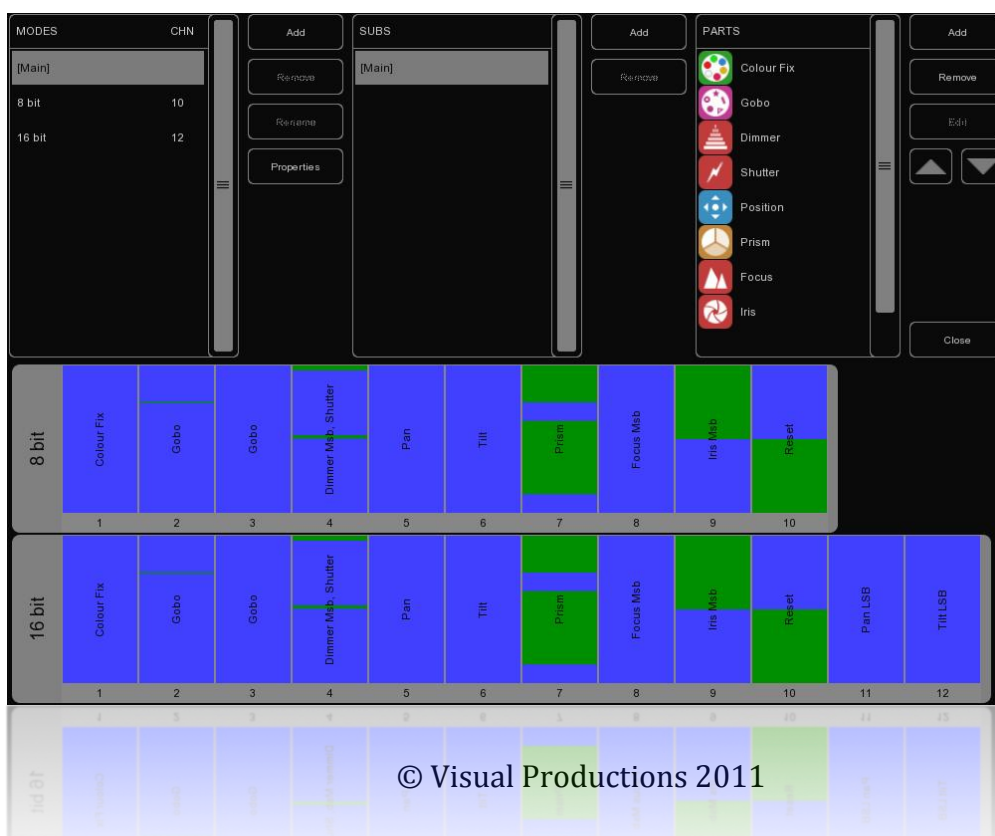 MODES CHN
[Main]
8 bit 10
16 bit 12
Add
Remove
Rename
Properties
SUBS
[Main]
Add
Remove
PARTS
Colour Fix
Gobo
Dimmer
Shutter
Position
Prism
Focus
Iris
Add
Remove
Edit
Close
8 bit
Colour Fix
Gobo
Gobo
Dimmer Msb, Shutter
Pan
Tilt
Prism
Focus Msb
Iris Msb
Reset
1 2 3 4 5 6 7 8 9 10
16 bit
Colour Fix
Gobo
Gobo
Dimmer Msb, Shutter
Pan
Tilt
Prism
Focus Msb
Iris Msb
Reset
Pan LSB
Tilt LSB
1 2 3 4 5 6 7 8 9 10 11 12
© Visual Productions 2011